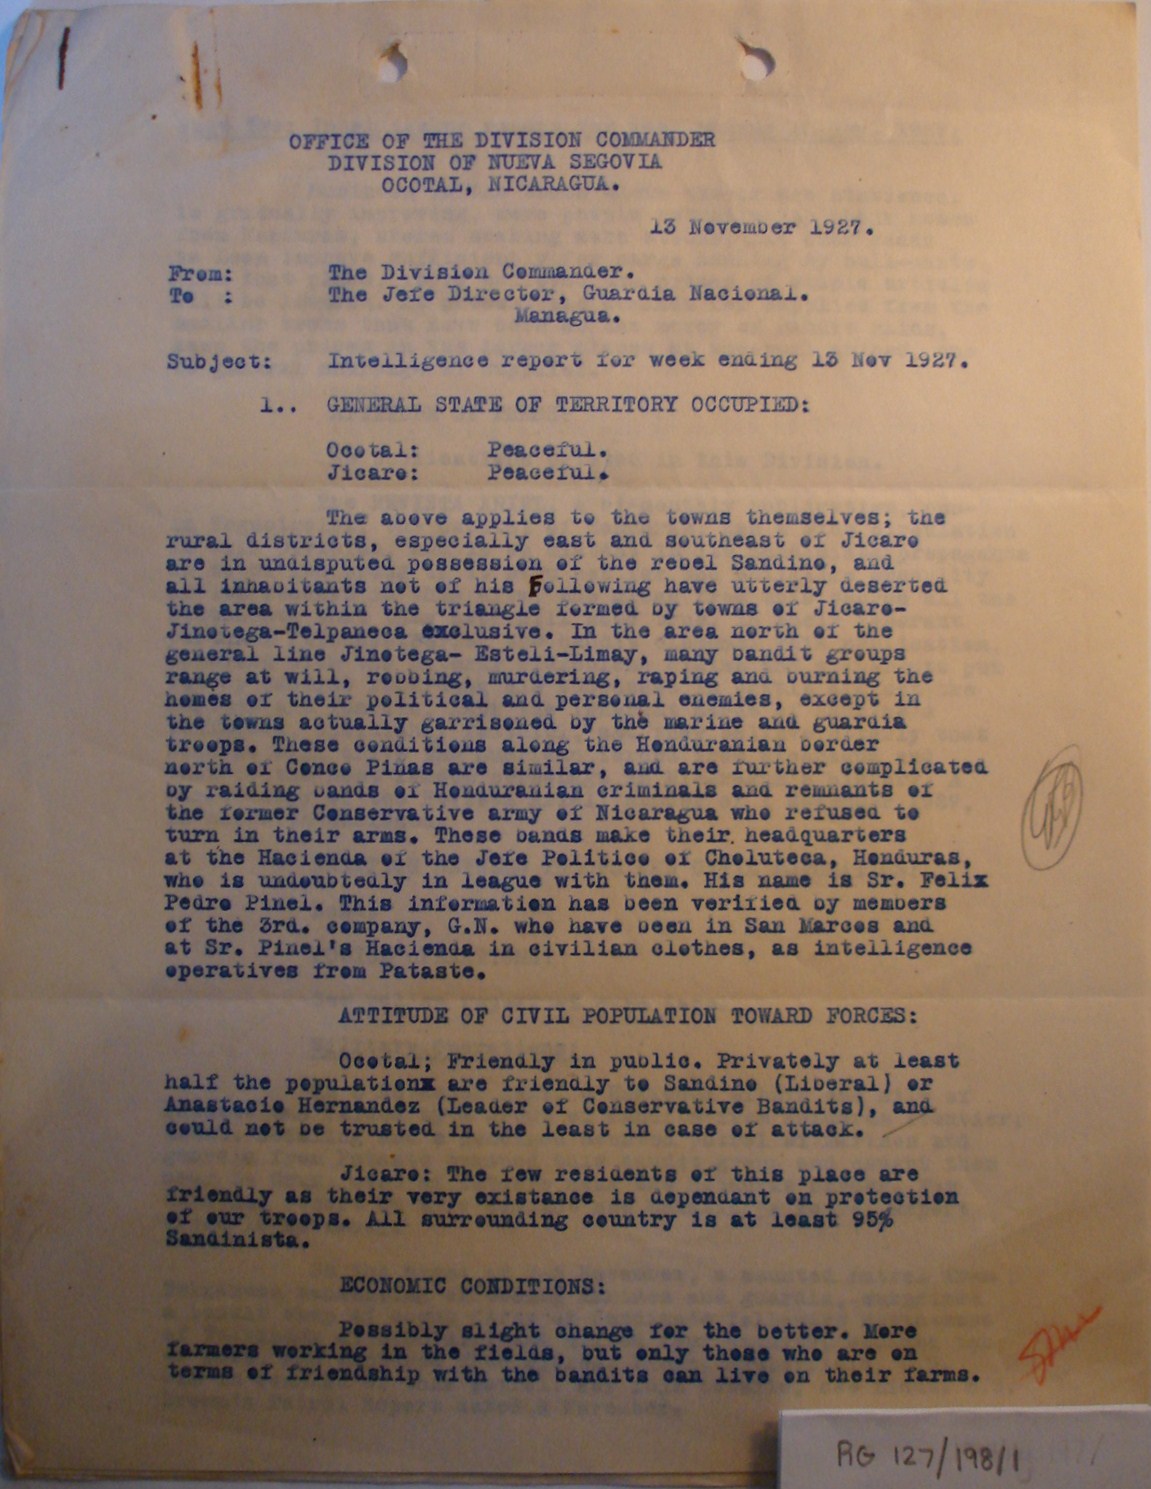 OFFICE OF THE DIVISION COMMANDER
DIVISION OF NUEVA SEGOVIA
OCOTAL, NICARAGUA.
13 November 1927.
From: The Division Commander.
To : The Jefe Director, Guardia Nacional.
Managua.
Subject: Intelligence report for week ending 13 Nov 1927.
1.. GENERAL STATE OF TERRITORY OCCUPIED:
Ocotal: Peaceful.
Jicaro: Peaceful.
The above applies to the towns themselves; the
rural districts, especially east and southeast of Jicaro
are in undisputed possession of the rebel Sandino, and
all inhabitants not of his Following have utterly deserted
the area within the triangle formed by towns of Jicaro-
Jinotega-Telpaneca exclusive. In the area north of the
general line Jinotega- Esteli-Limay, many bandit groups
range at will, robbing, murdering, raping and burning the
homes of their political and personal enemies, except in
the towns actually garrisoned by the marine and guardia
troops. These conditions along the Honduranian border
north of Conco Pinas are similar, and are further complicated
by raiding bands of Honduranian criminals and remnants of
the former Conservative army of Nicaragua who refused to
turn in their arms. These bands make their headquarters
at the Hacienda of the Jefe Politico of Choluteca, Honduras,
who is undoubtedly in league with them. His name is Sr. Felix
Pedro Pinel. This information has been verified by members
of the 3rd. company, G.N. who have been in San Marcos and
at Sr. Pinel's Hacienda in civilian clothes, as intelligence
operatives from Pataste.
ATTITUDE OF CIVIL POPULATION TOWARD FORCES:
Ocotal; Friendly in public. Privately at least
half the populationx are friendly to Sandino (Liberal) or
Anastacio Hernandez (Leader of Conservative Bandits), and
could not be trusted in the least in case of attack.
Jicaro: The few residents of this place are
friendly as their very existance is dependant on protection
of our troops. All surrounding country is at least 95%
Sandinista.
ECONOMIC CONDITIONS:
Possibly slight change for the better. More
farmers working in the fields, but only those who are on
terms of friendship with the bandits can live on their farms.
RG 127/198/1